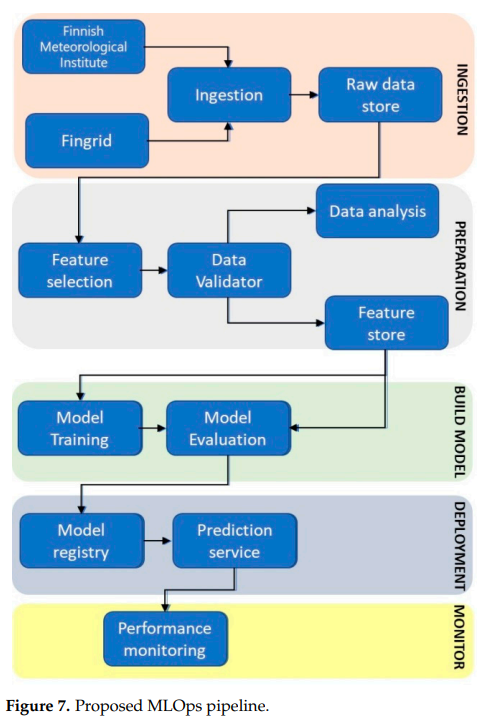 Finnish
Meteorological
Institute
Ingestion
Raw data
store
Fingrid
INGESTION
Feature
selection
Data
Validator
Data analysis
Feature
store
PREPARATION
Model
Training
Model
Evaluation
BUILD MODEL
Model
registry
Prediction
service
DEPLOYMENT
Performance
monitoring
MONITOR
Figure 7. Proposed MLOps pipeline.